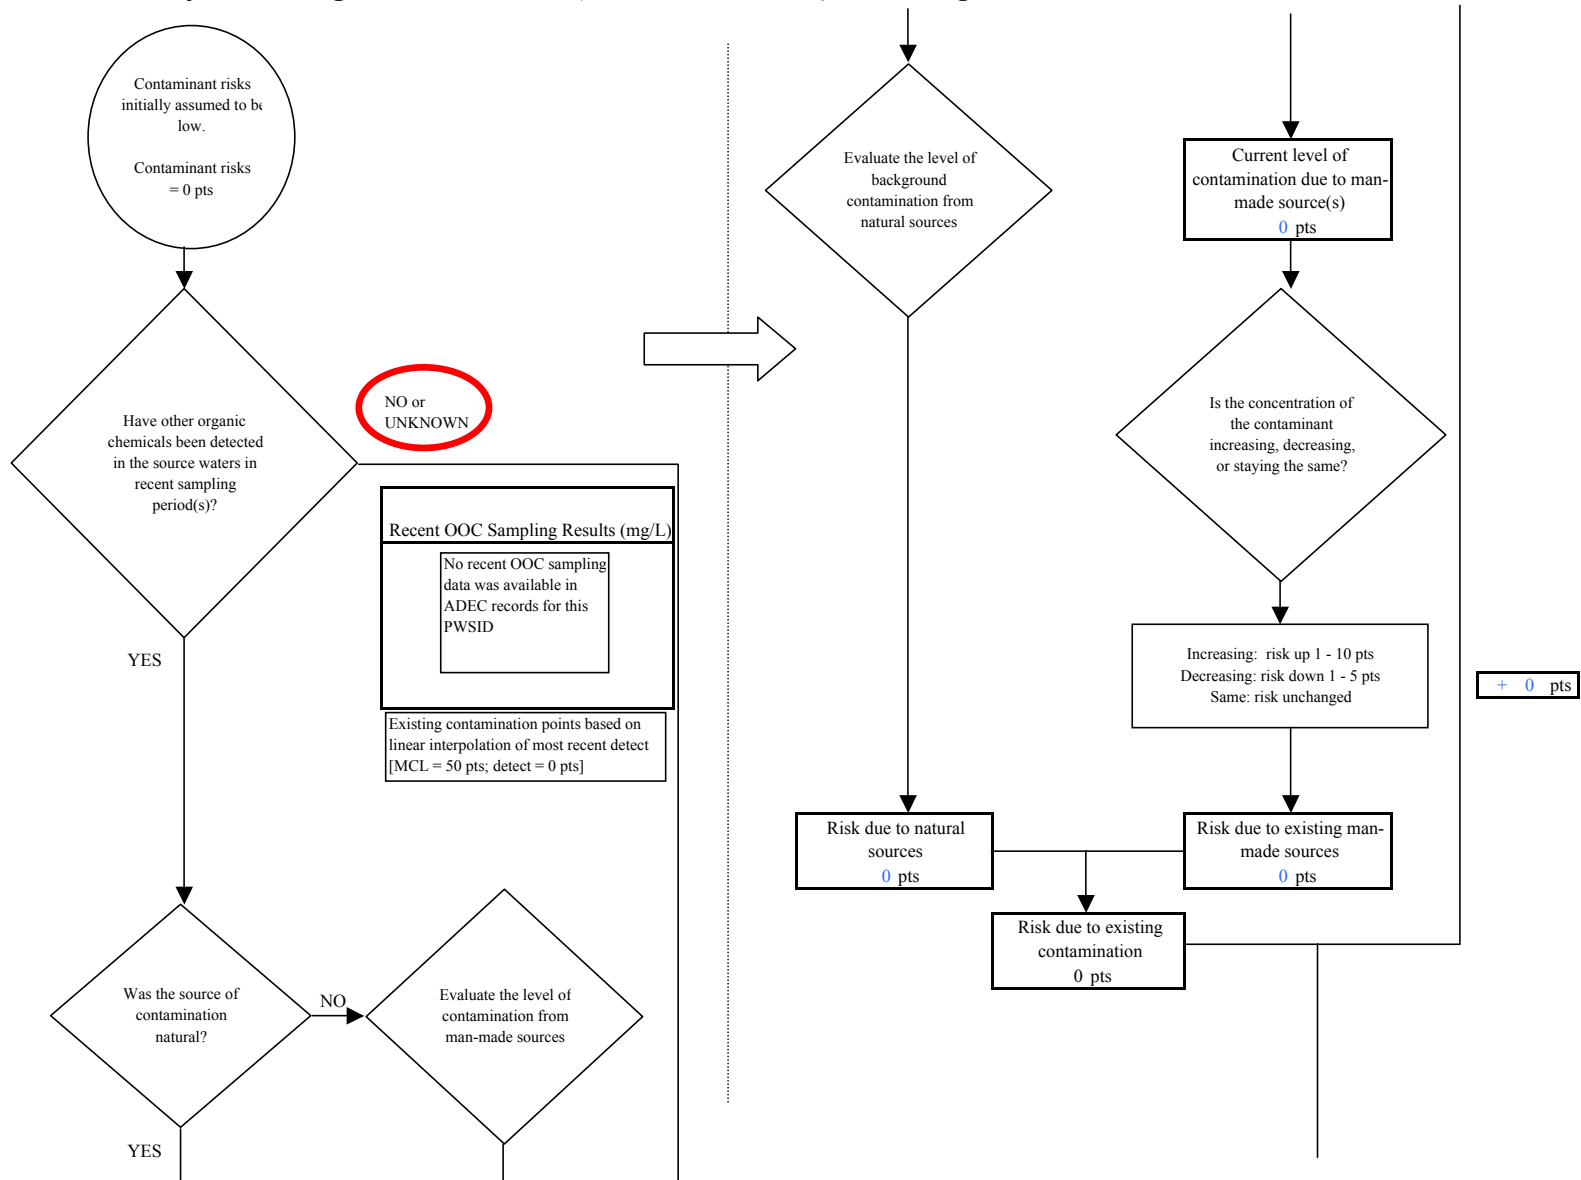 Contaminant risks
initially assumed to be
low.
Contaminant risks
= 0 pts
Have other organic
chemicals been detected
in the source waters in
recent sampling
period(s)?
NO or
UNKNOWN
Recent OOC Sampling Results (mg/L)
No recent OOC sampling
data was available in
ADEC records for this
PWSID
Existing contamination points based on
linear interpolation of most recent detect
[MCL = 50 pts; detect = 0 pts]
YES
Was the source of
contamination
natural?
NO
Evaluate the level of
contamination from
man-made sources
YES
Evaluate the level of
background
contamination from
natural sources
Current level of
contamination due to man-
made source(s)
0 pts
Is the concentration of
the contaminant
increasing, decreasing,
or staying the same?
Increasing: risk up 1 - 10 pts
Decreasing: risk down 1 - 5 pts
Same: risk unchanged
+ 0 pts
Risk due to natural
sources
0 pts
Risk due to existing man-
made sources
0 pts
Risk due to existing
contamination
0 pts